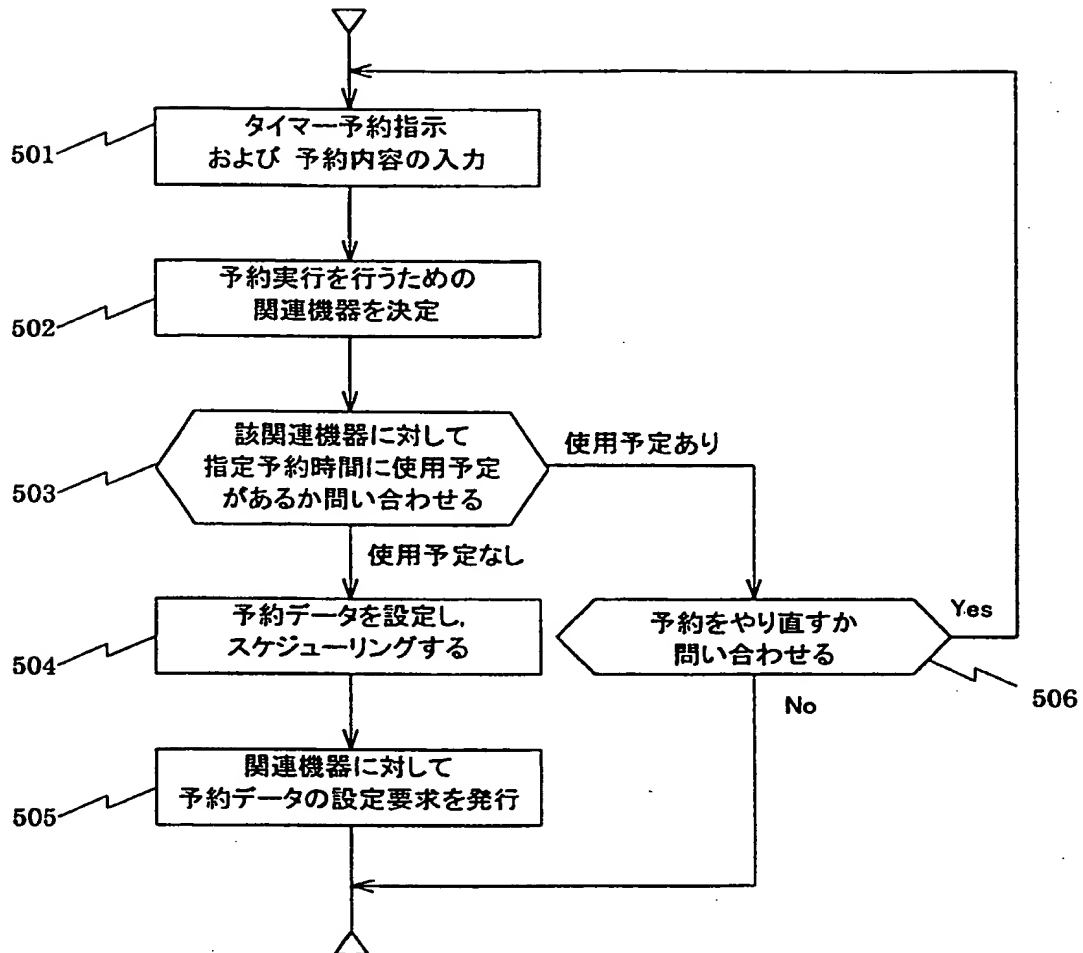 501
タイマー予約指示
および 予約内容の入力
502
予約実行を行うための
関連機器を決定
503
該関連機器に対して
指定予約時間に使用予定
があるか問い合わせる
使用予定あり
使用予定なし
504
予約データを設定し,
スケジューリングする
予約をやり直すか
問い合わせる
Yes
506
No
505
関連機器に対して
予約データの設定要求を発行